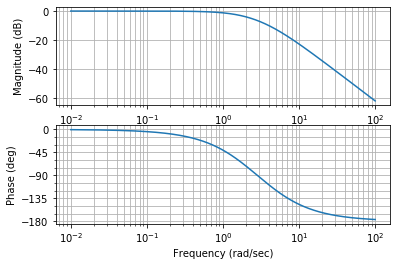 Magnitude (dB)
0
−20
−40
−60
10⁻² 10⁻¹ 10⁰ 10¹ 10²
Phase (deg)
0
−45
−90
−135
−180
10⁻² 10⁻¹ 10⁰ 10¹ 10²
Frequency (rad/sec)